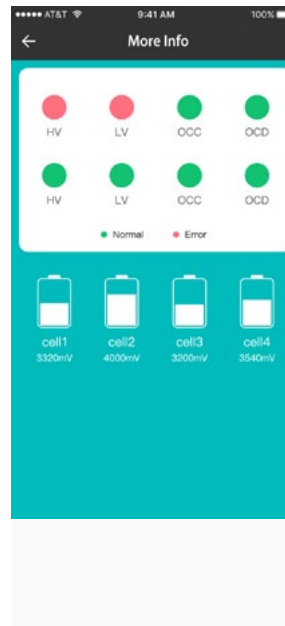 AT&T 9:41 AM 100%
More Info
HV LV OCC OCD
HV LV OCC OCD
Normal Error
cell1 cell2 cell3 cell4
3320mV 4000mV 3200mV 3540mV